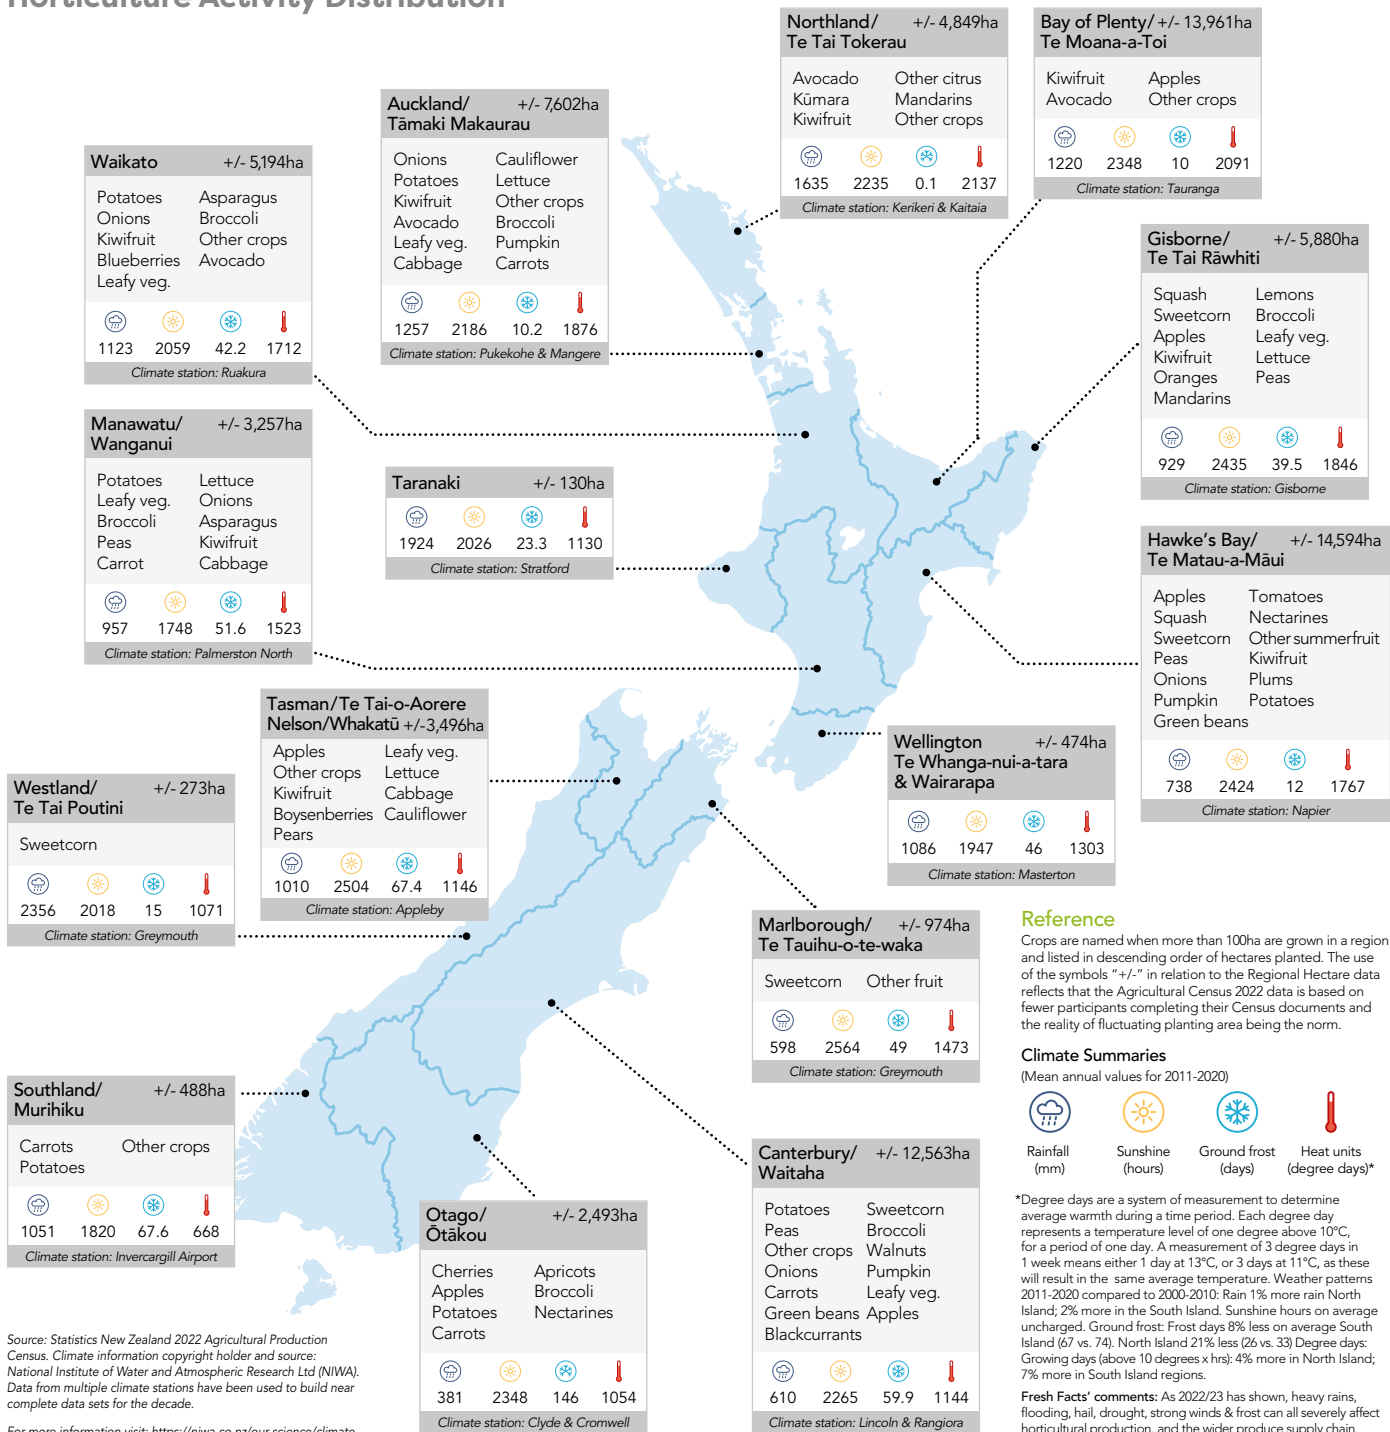 Horticulture Activity Distribution
Northland/ +/- 4,849ha
Te Tai Tokerau
Avocado Other citrus
Kūmara Mandarins
Kiwifruit Other crops
1635 2235 0.1 2137
Climate station: Kerikeri & Kaitaia
Bay of Plenty/ +/- 13,961ha
Te Moana-a-Toi
Kiwifruit Apples
Avocado Other crops
1220 2348 10 2091
Climate station: Tauranga
Auckland/ +/- 7,602ha
Tāmaki Makaurau
Onions Cauliflower
Potatoes Lettuce
Kiwifruit Other crops
Avocado Broccoli
Leafy veg. Pumpkin
Cabbage Carrots
1257 2186 10.2 1876
Climate station: Pukekohe & Mangere
Waikato +/- 5,194ha
Potatoes Asparagus
Onions Broccoli
Kiwifruit Other crops
Blueberries Avocado
Leafy veg.
1123 2059 42.2 1712
Climate station: Ruakura
Gisborne/ +/- 5,880ha
Te Tai Rāwhiti
Squash Lemons
Sweetcorn Broccoli
Apples Leafy veg.
Kiwifruit Lettuce
Oranges Peas
Mandarins
929 2435 39.5 1846
Climate station: Gisborne
Manawatu/ +/- 3,257ha
Wanganui
Potatoes Lettuce
Leafy veg. Onions
Broccoli Asparagus
Peas Kiwifruit
Carrot Cabbage
957 1748 51.6 1523
Climate station: Palmerston North
Taranaki +/- 130ha
1924 2026 23.3 1130
Climate station: Stratford
Hawke's Bay/ +/- 14,594ha
Te Matau-a-Māui
Apples Tomatoes
Squash Nectarines
Sweetcorn Other summerfruit
Peas Kiwifruit
Onions Plums
Pumpkin Potatoes
Green beans
738 2424 12 1767
Climate station: Napier
Tasman/Te Tai-o-Aorere
Nelson/Whakatū +/-3,496ha
Apples Leafy veg.
Other crops Lettuce
Kiwifruit Cabbage
Boysenberries Cauliflower
Pears
1010 2504 67.4 1146
Climate station: Appleby
Wellington +/- 474ha
Te Whanga-nui-a-tara
& Wairarapa
1086 1947 46 1303
Climate station: Masterton
Westland/ +/- 273ha
Te Tai Poutini
Sweetcorn
2356 2018 15 1071
Climate station: Greymouth
Marlborough/ +/- 974ha
Te Tauihu-o-te-waka
Sweetcorn Other fruit
598 2564 49 1473
Climate station: Greymouth
Southland/ +/- 488ha
Murihiku
Carrots Other crops
Potatoes
1051 1820 67.6 668
Climate station: Invercargill Airport
Canterbury/ +/- 12,563ha
Waitaha
Potatoes Sweetcorn
Peas Broccoli
Other crops Walnuts
Onions Pumpkin
Carrots Leafy veg.
Green beans Apples
Blackcurrants
610 2265 59.9 1144
Climate station: Lincoln & Rangiora
Otago/ +/- 2,493ha
Ōtākou
Cherries Apricots
Apples Broccoli
Potatoes Nectarines
Carrots
381 2348 146 1054
Climate station: Clyde & Cromwell
Reference
Crops are named when more than 100ha are grown in a region
and listed in descending order of hectares planted. The use
of the symbols "+/-" in relation to the Regional Hectare data
reflects that the Agricultural Census 2022 data is based on
fewer participants completing their Census documents and
the reality of fluctuating planting area being the norm.
Climate Summaries
(Mean annual values for 2011-2020)
Rainfall Sunshine Ground frost Heat units
(mm) (hours) (days) (degree days)*
*Degree days are a system of measurement to determine
average warmth during a time period. Each degree day
represents a temperature level of one degree above 10°C,
for a period of one day. A measurement of 3 degree days in
1 week means either 1 day at 13°C, or 3 days at 11°C, as these
will result in the same average temperature. Weather patterns
2011-2020 compared to 2000-2010: Rain 1% more rain North
Island; 2% more in the South Island. Sunshine hours on average
uncharged. Ground frost: Frost days 8% less on average South
Island (67 vs. 74). North Island 21% less (26 vs. 33) Degree days:
Growing days (above 10 degrees x hrs): 4% more in North Island;
7% more in South Island regions.
Fresh Facts' comments: As 2022/23 has shown, heavy rains,
flooding, hail, drought, strong winds & frost can all severely affect
horticultural production, and the wider produce supply chain
Source: Statistics New Zealand 2022 Agricultural Production
Census. Climate information copyright holder and source:
National Institute of Water and Atmospheric Research Ltd (NIWA).
Data from multiple climate stations have been used to build near
complete data sets for the decade.
For more information visit: https://niwa.co.nz/our science/climate